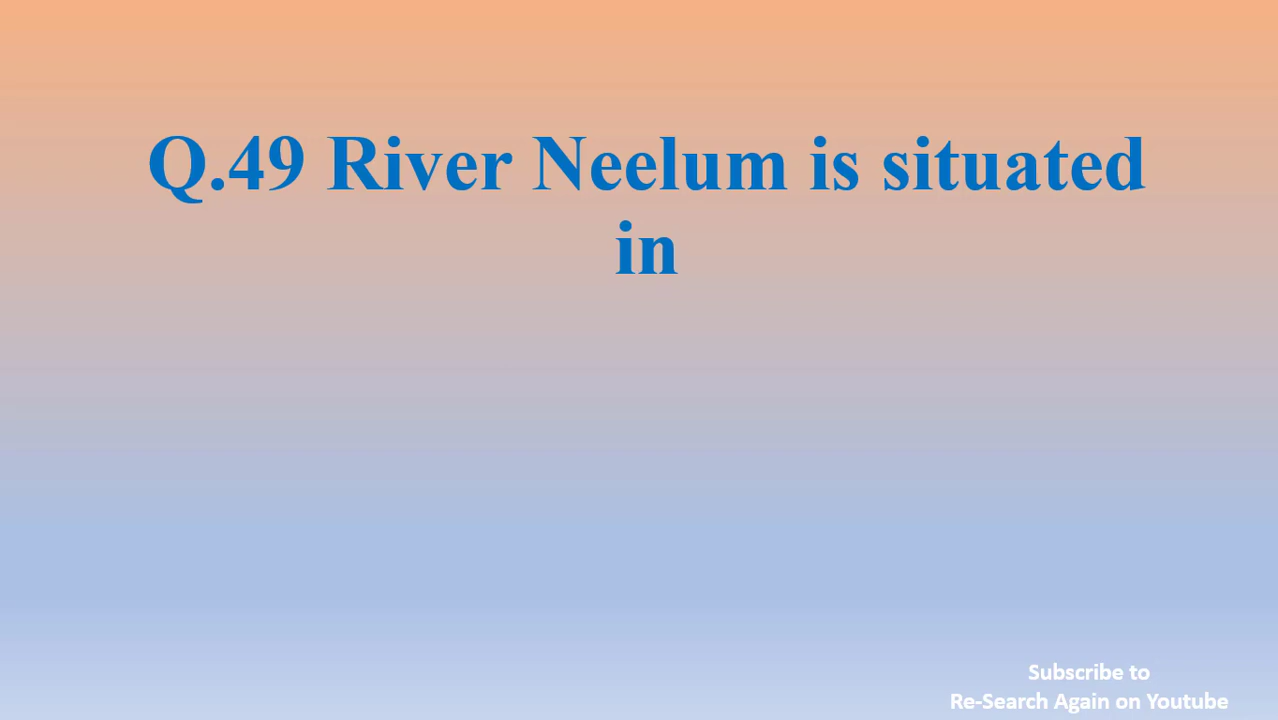 Q.49 River Neelum is situated
in
Subscribe to
Re-Search Again on Youtube